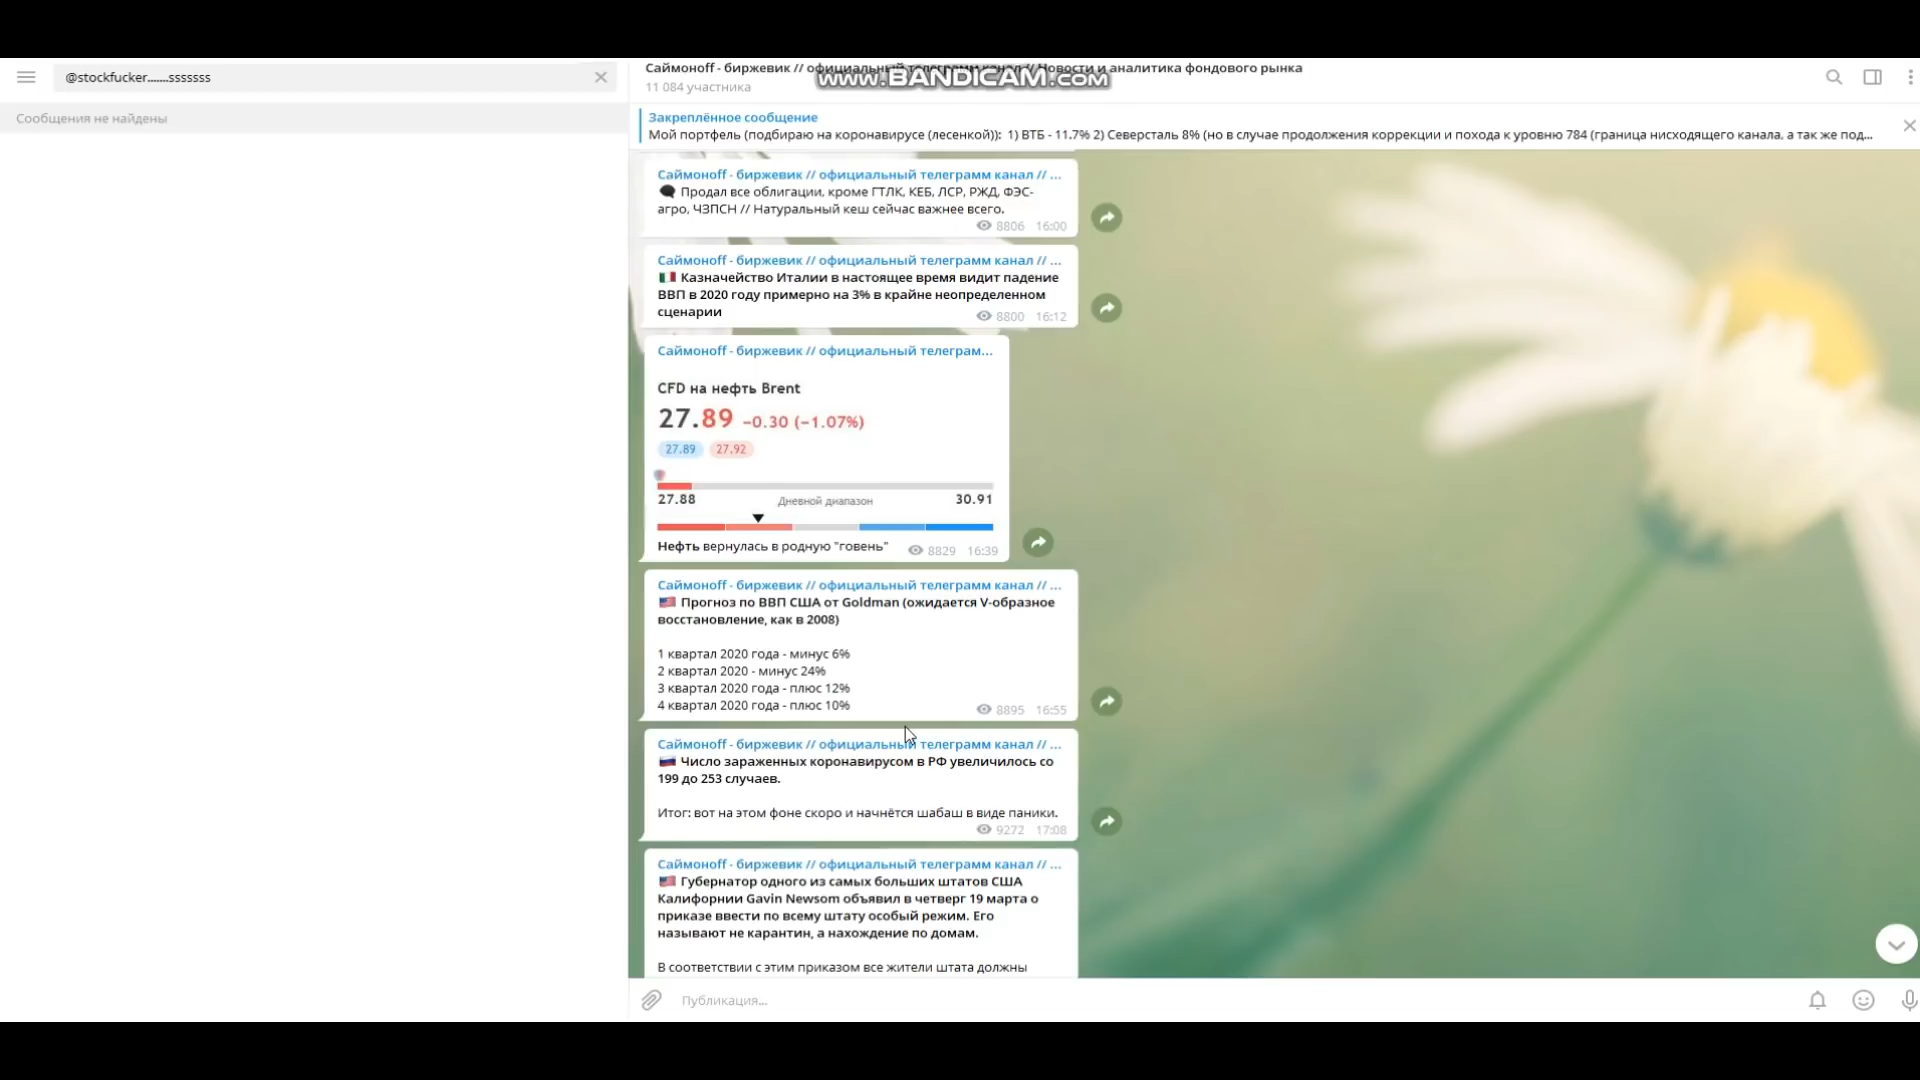 @stockfucker.......sssssss
Сообщения не найдены
Саймоноff - биржевик // официальный телеграмм канал // Новости и аналитика фондового рынка
www.BANDICAM.com
11 084 участника
Закреплённое сообщение
Мой портфель (подбираю на коронавирусе (лесенкой)): 1) ВТБ - 11.7% 2) Северсталь 8% (но в случае продолжения коррекции и похода к уровню 784 (граница нисходящего канала, а так же под...
Саймоноff - биржевик // официальный телеграмм канал // ...
Продал все облигации, кроме ГТЛК, КЕБ, ЛСР, РЖД, ФЭС-
агро, ЧЗПСН // Натуральный кеш сейчас важнее всего.
8806 16:00
Саймоноff - биржевик // официальный телеграмм канал // ...
Казначейство Италии в настоящее время видит падение
ВВП в 2020 году примерно на 3% в крайне неопределенном
сценарии
8800 16:12
Саймоноff - биржевик // официальный телеграм...
CFD на нефть Brent
27.89 −0.30 (−1.07%)
27.89 27.92
27.88 Дневной диапазон 30.91
Нефть вернулась в родную "говень"
8829 16:39
Саймоноff - биржевик // официальный телеграмм канал // ...
Прогноз по ВВП США от Goldman (ожидается V-образное
восстановление, как в 2008)
1 квартал 2020 года - минус 6%
2 квартал 2020 - минус 24%
3 квартал 2020 года - плюс 12%
4 квартал 2020 года - плюс 10%
8895 16:55
Саймоноff - биржевик // официальный телеграмм канал // ...
Число зараженных коронавирусом в РФ увеличилось со
199 до 253 случаев.
Итог: вот на этом фоне скоро и начнётся шабаш в виде паники.
9272 17:08
Саймоноff - биржевик // официальный телеграмм канал // ...
Губернатор одного из самых больших штатов США
Калифорнии Gavin Newsom объявил в четверг 19 марта о
приказе ввести по всему штату особый режим. Его
называют не карантин, а нахождение по домам.
В соответствии с этим приказом все жители штата должны
Публикация...